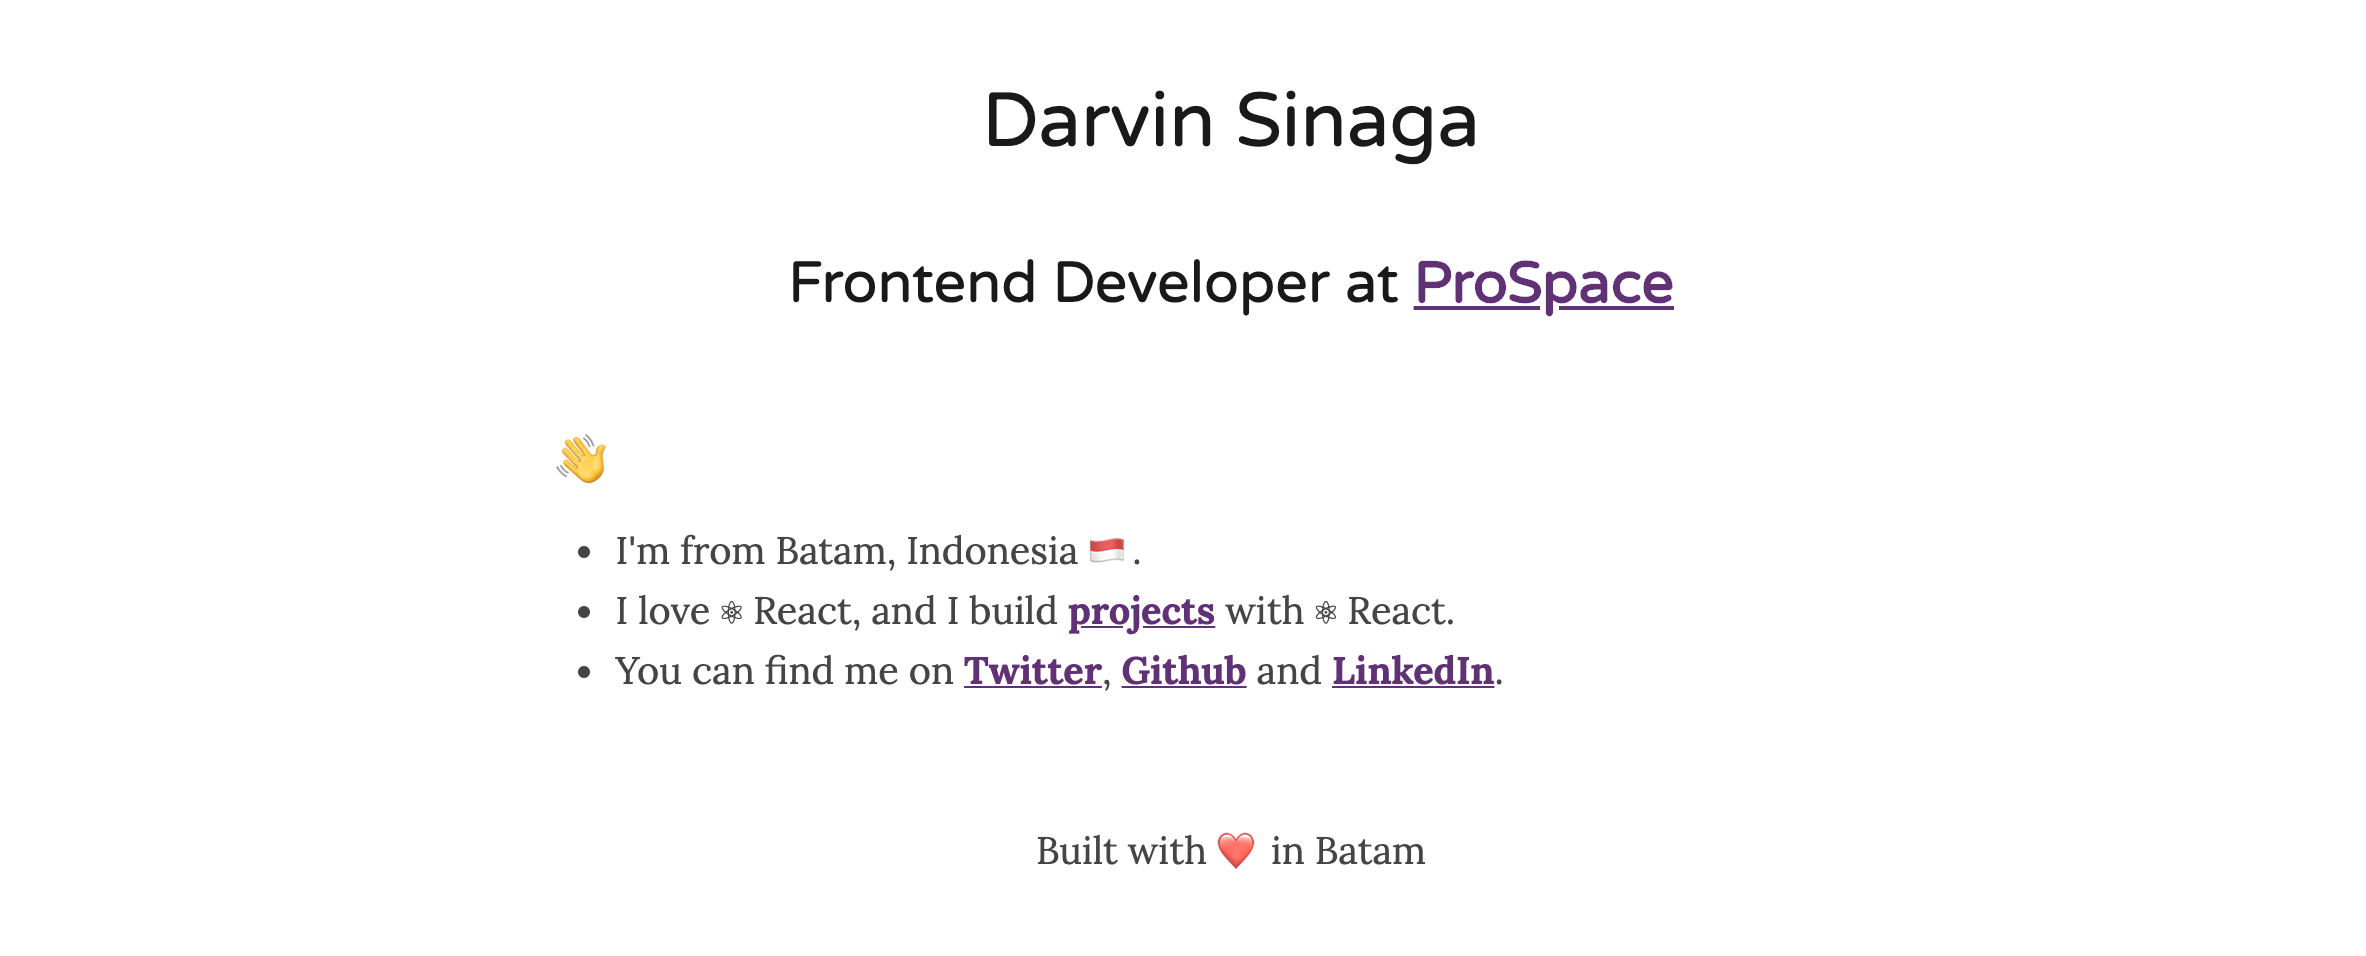 Darvin Sinaga
Frontend Developer at ProSpace
👋
I'm from Batam, Indonesia 🇮🇩 .
I love ⚛ React, and I build projects with ⚛ React.
You can find me on Twitter, Github and LinkedIn.
Built with ❤️ in Batam